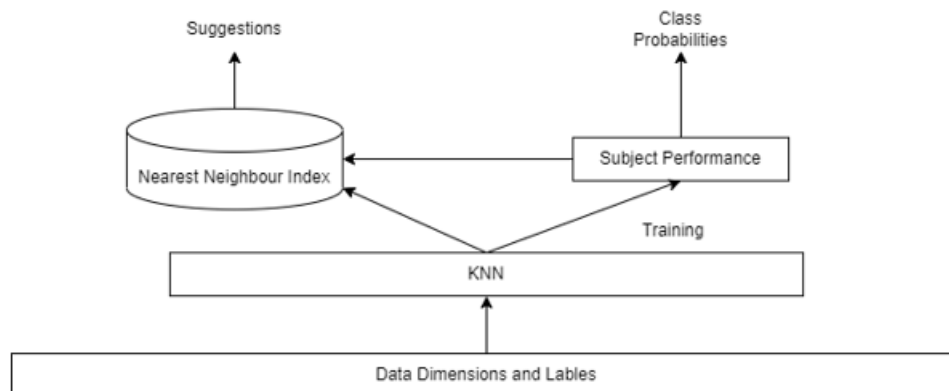 Suggestions
Class
Probabilities
Nearest Neighbour Index
Subject Performance
Training
KNN
Data Dimensions and Lables